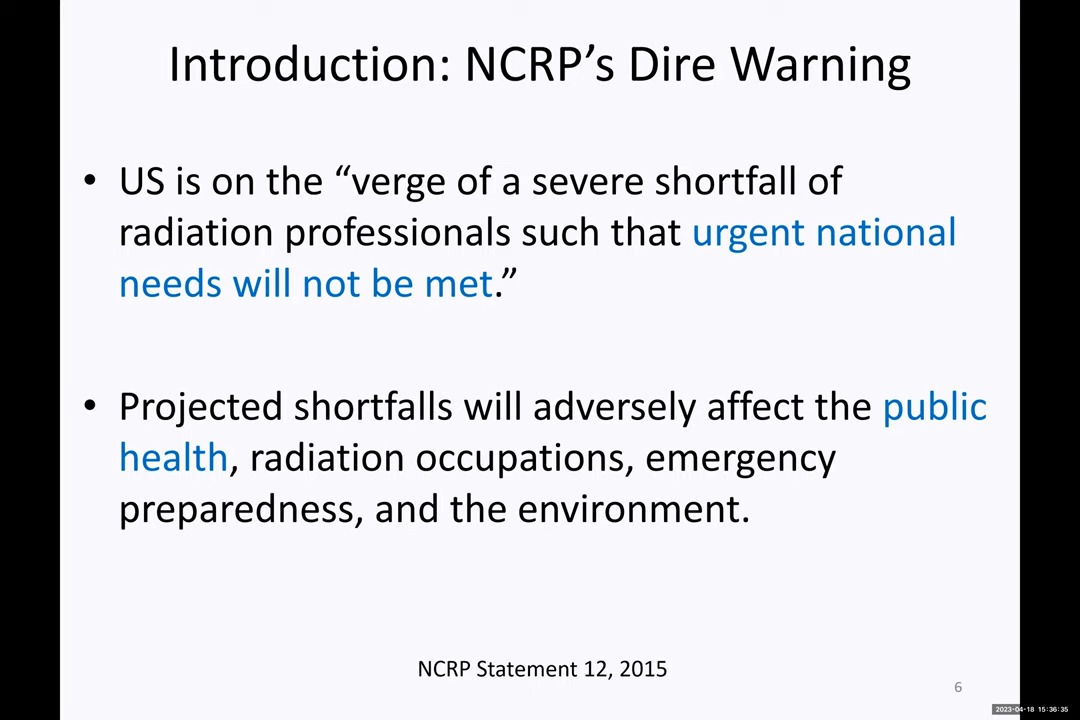 Introduction: NCRP’s Dire Warning
• US is on the “verge of a severe shortfall of
radiation professionals such that urgent national
needs will not be met.”
• Projected shortfalls will adversely affect the public
health, radiation occupations, emergency
preparedness, and the environment.
NCRP Statement 12, 2015
6
2023-04-18 15:36:35